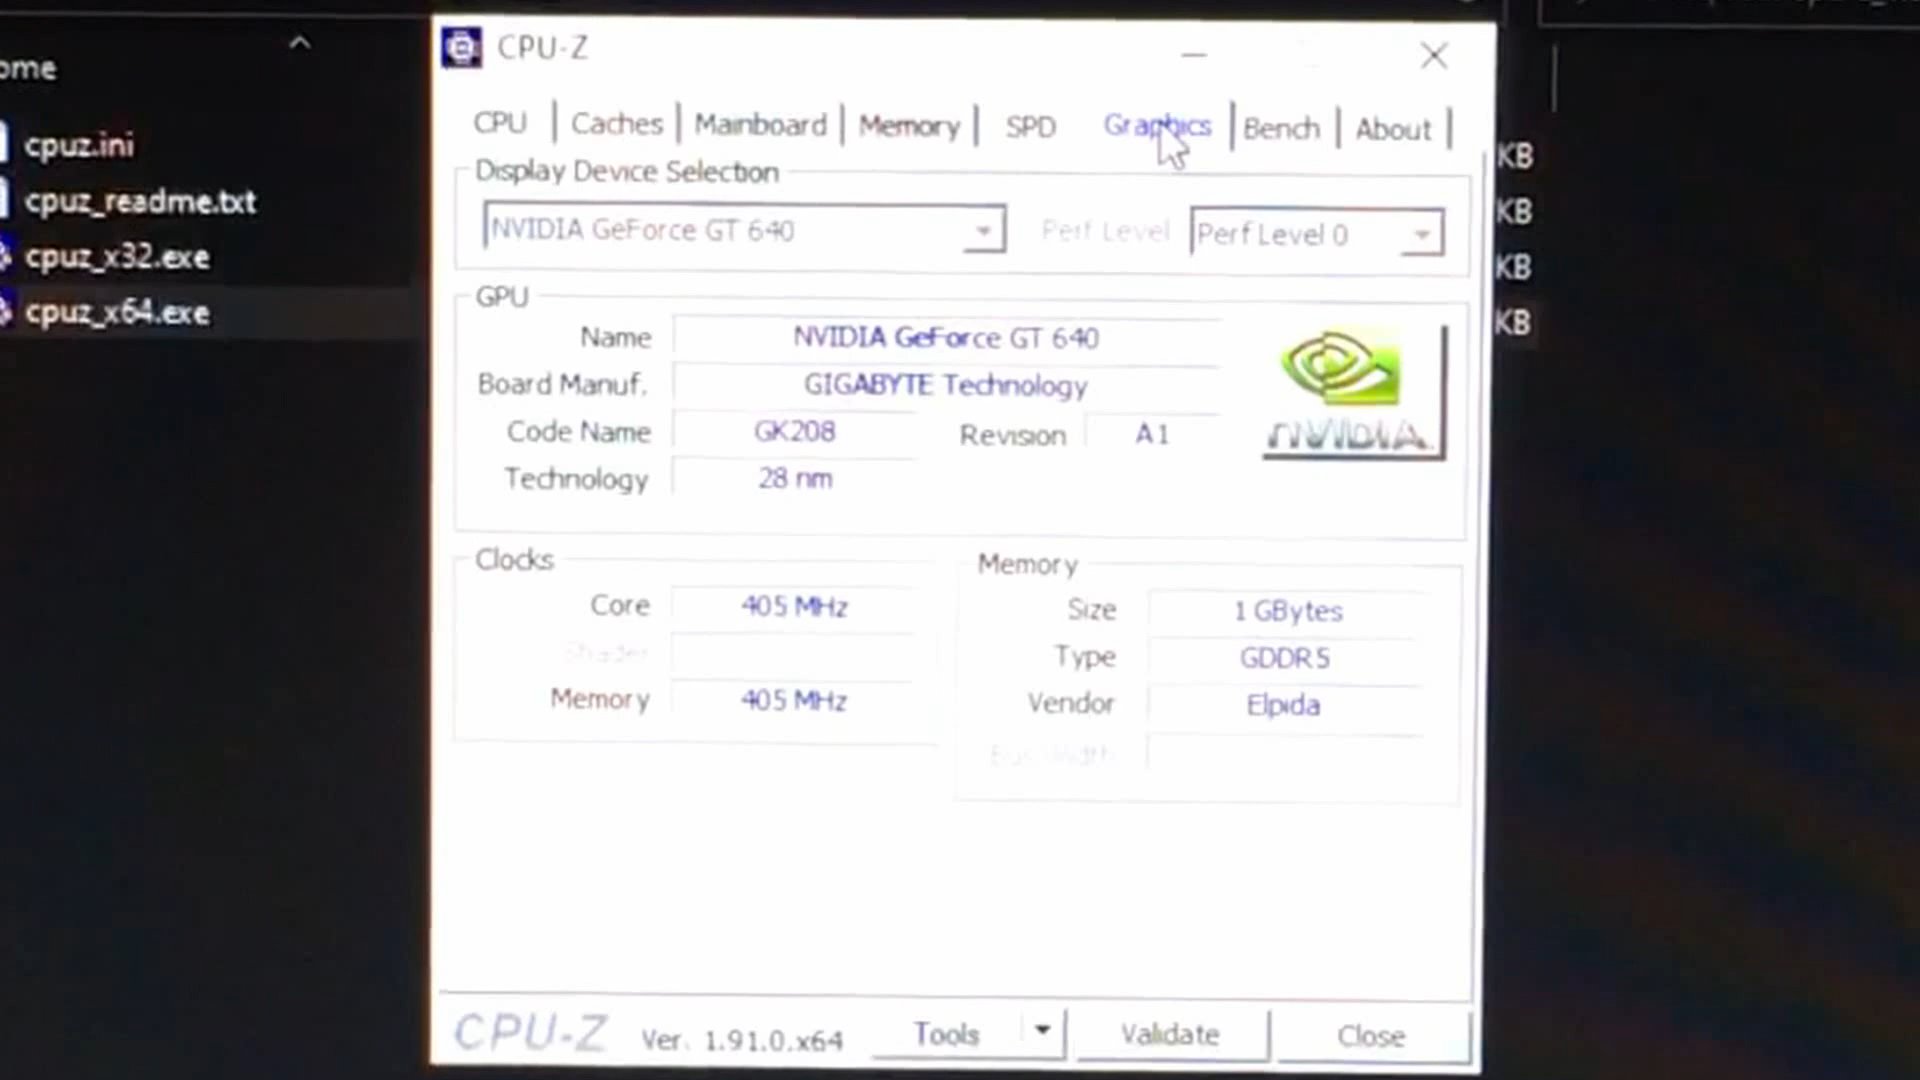 CPU-Z
ome
cpuz.ini
cpuz_readme.txt
cpuz_x32.exe
cpuz_x64.exe
CPU Caches Mainboard Memory SPD Graphics Bench About
Display Device Selection
NVIDIA GeForce GT 640 Perf Level Perf Level 0
GPU
Name NVIDIA GeForce GT 640
Board Manuf. GIGABYTE Technology
Code Name GK208 Revision A1
Technology 28 nm
nVIDIA.
Clocks
Core 405 MHz
Shader
Memory 405 MHz
Memory
Size 1 GBytes
Type GDDR5
Vendor Elpida
Bus Width
KB
KB
KB
KB
CPU-Z Ver. 1.91.0.x64 Tools Validate Close